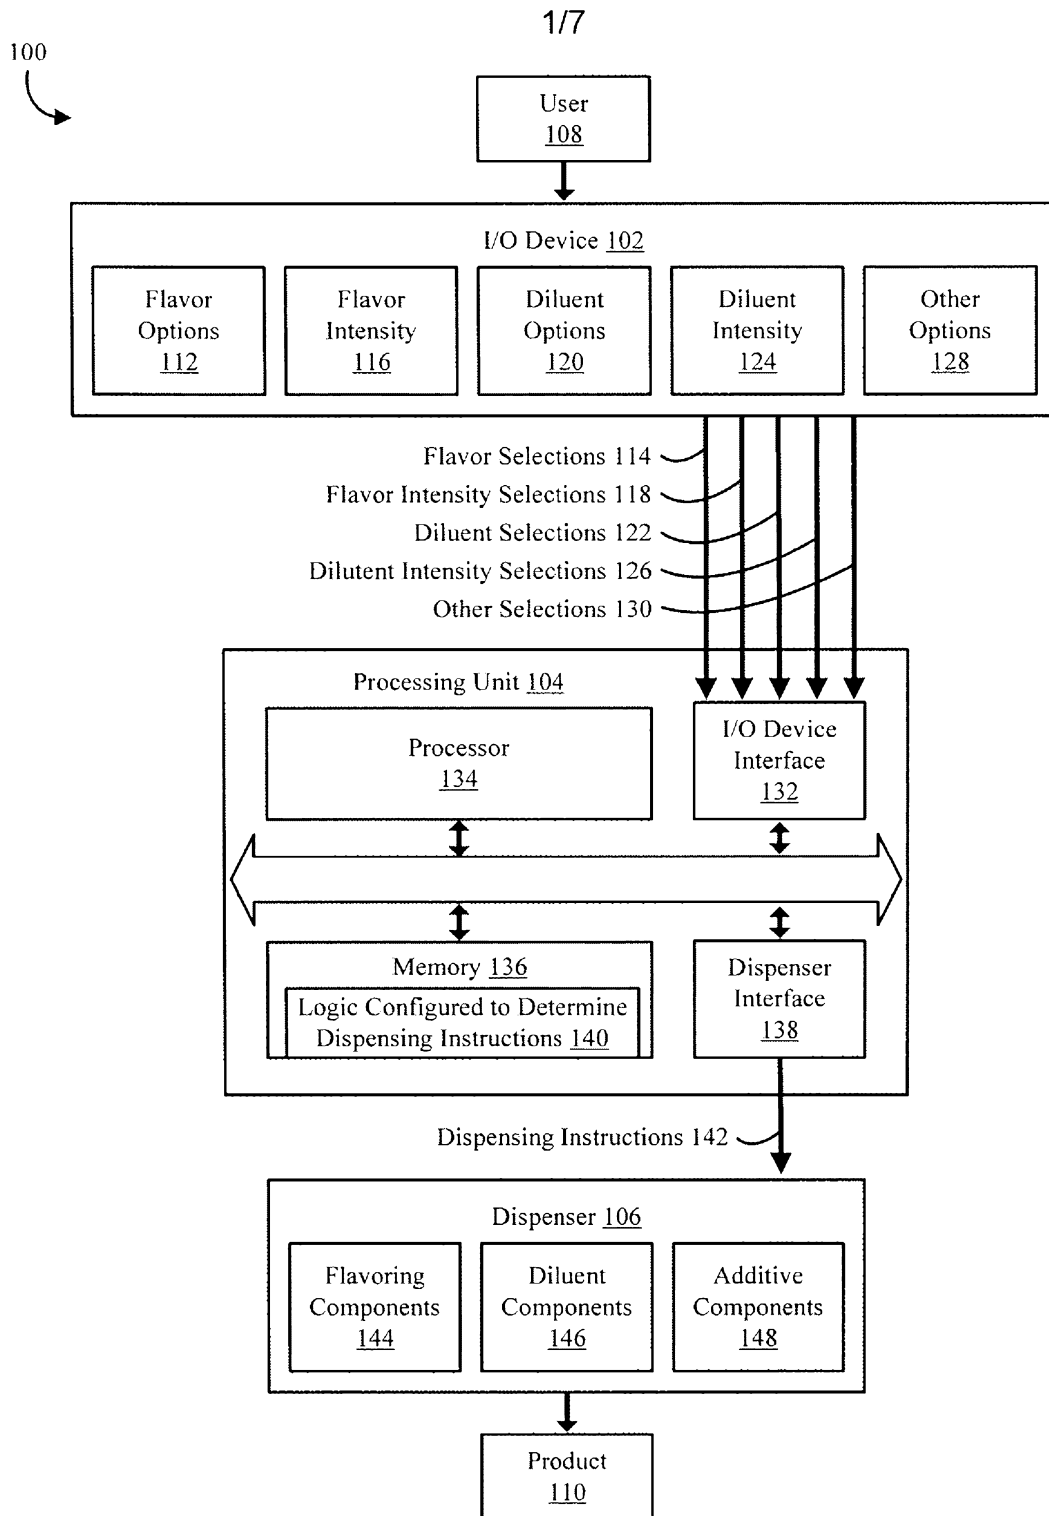 1/7
100
User
108
I/O Device 102
Flavor
Options
112
Flavor
Intensity
116
Diluent
Options
120
Diluent
Intensity
124
Other
Options
128
Flavor Selections 114
Flavor Intensity Selections 118
Diluent Selections 122
Dilutent Intensity Selections 126
Other Selections 130
Processing Unit 104
Processor
134
I/O Device
Interface
132
Memory 136
Logic Configured to Determine
Dispensing Instructions 140
Dispenser
Interface
138
Dispensing Instructions 142
Dispenser 106
Flavoring
Components
144
Diluent
Components
146
Additive
Components
148
Product
110